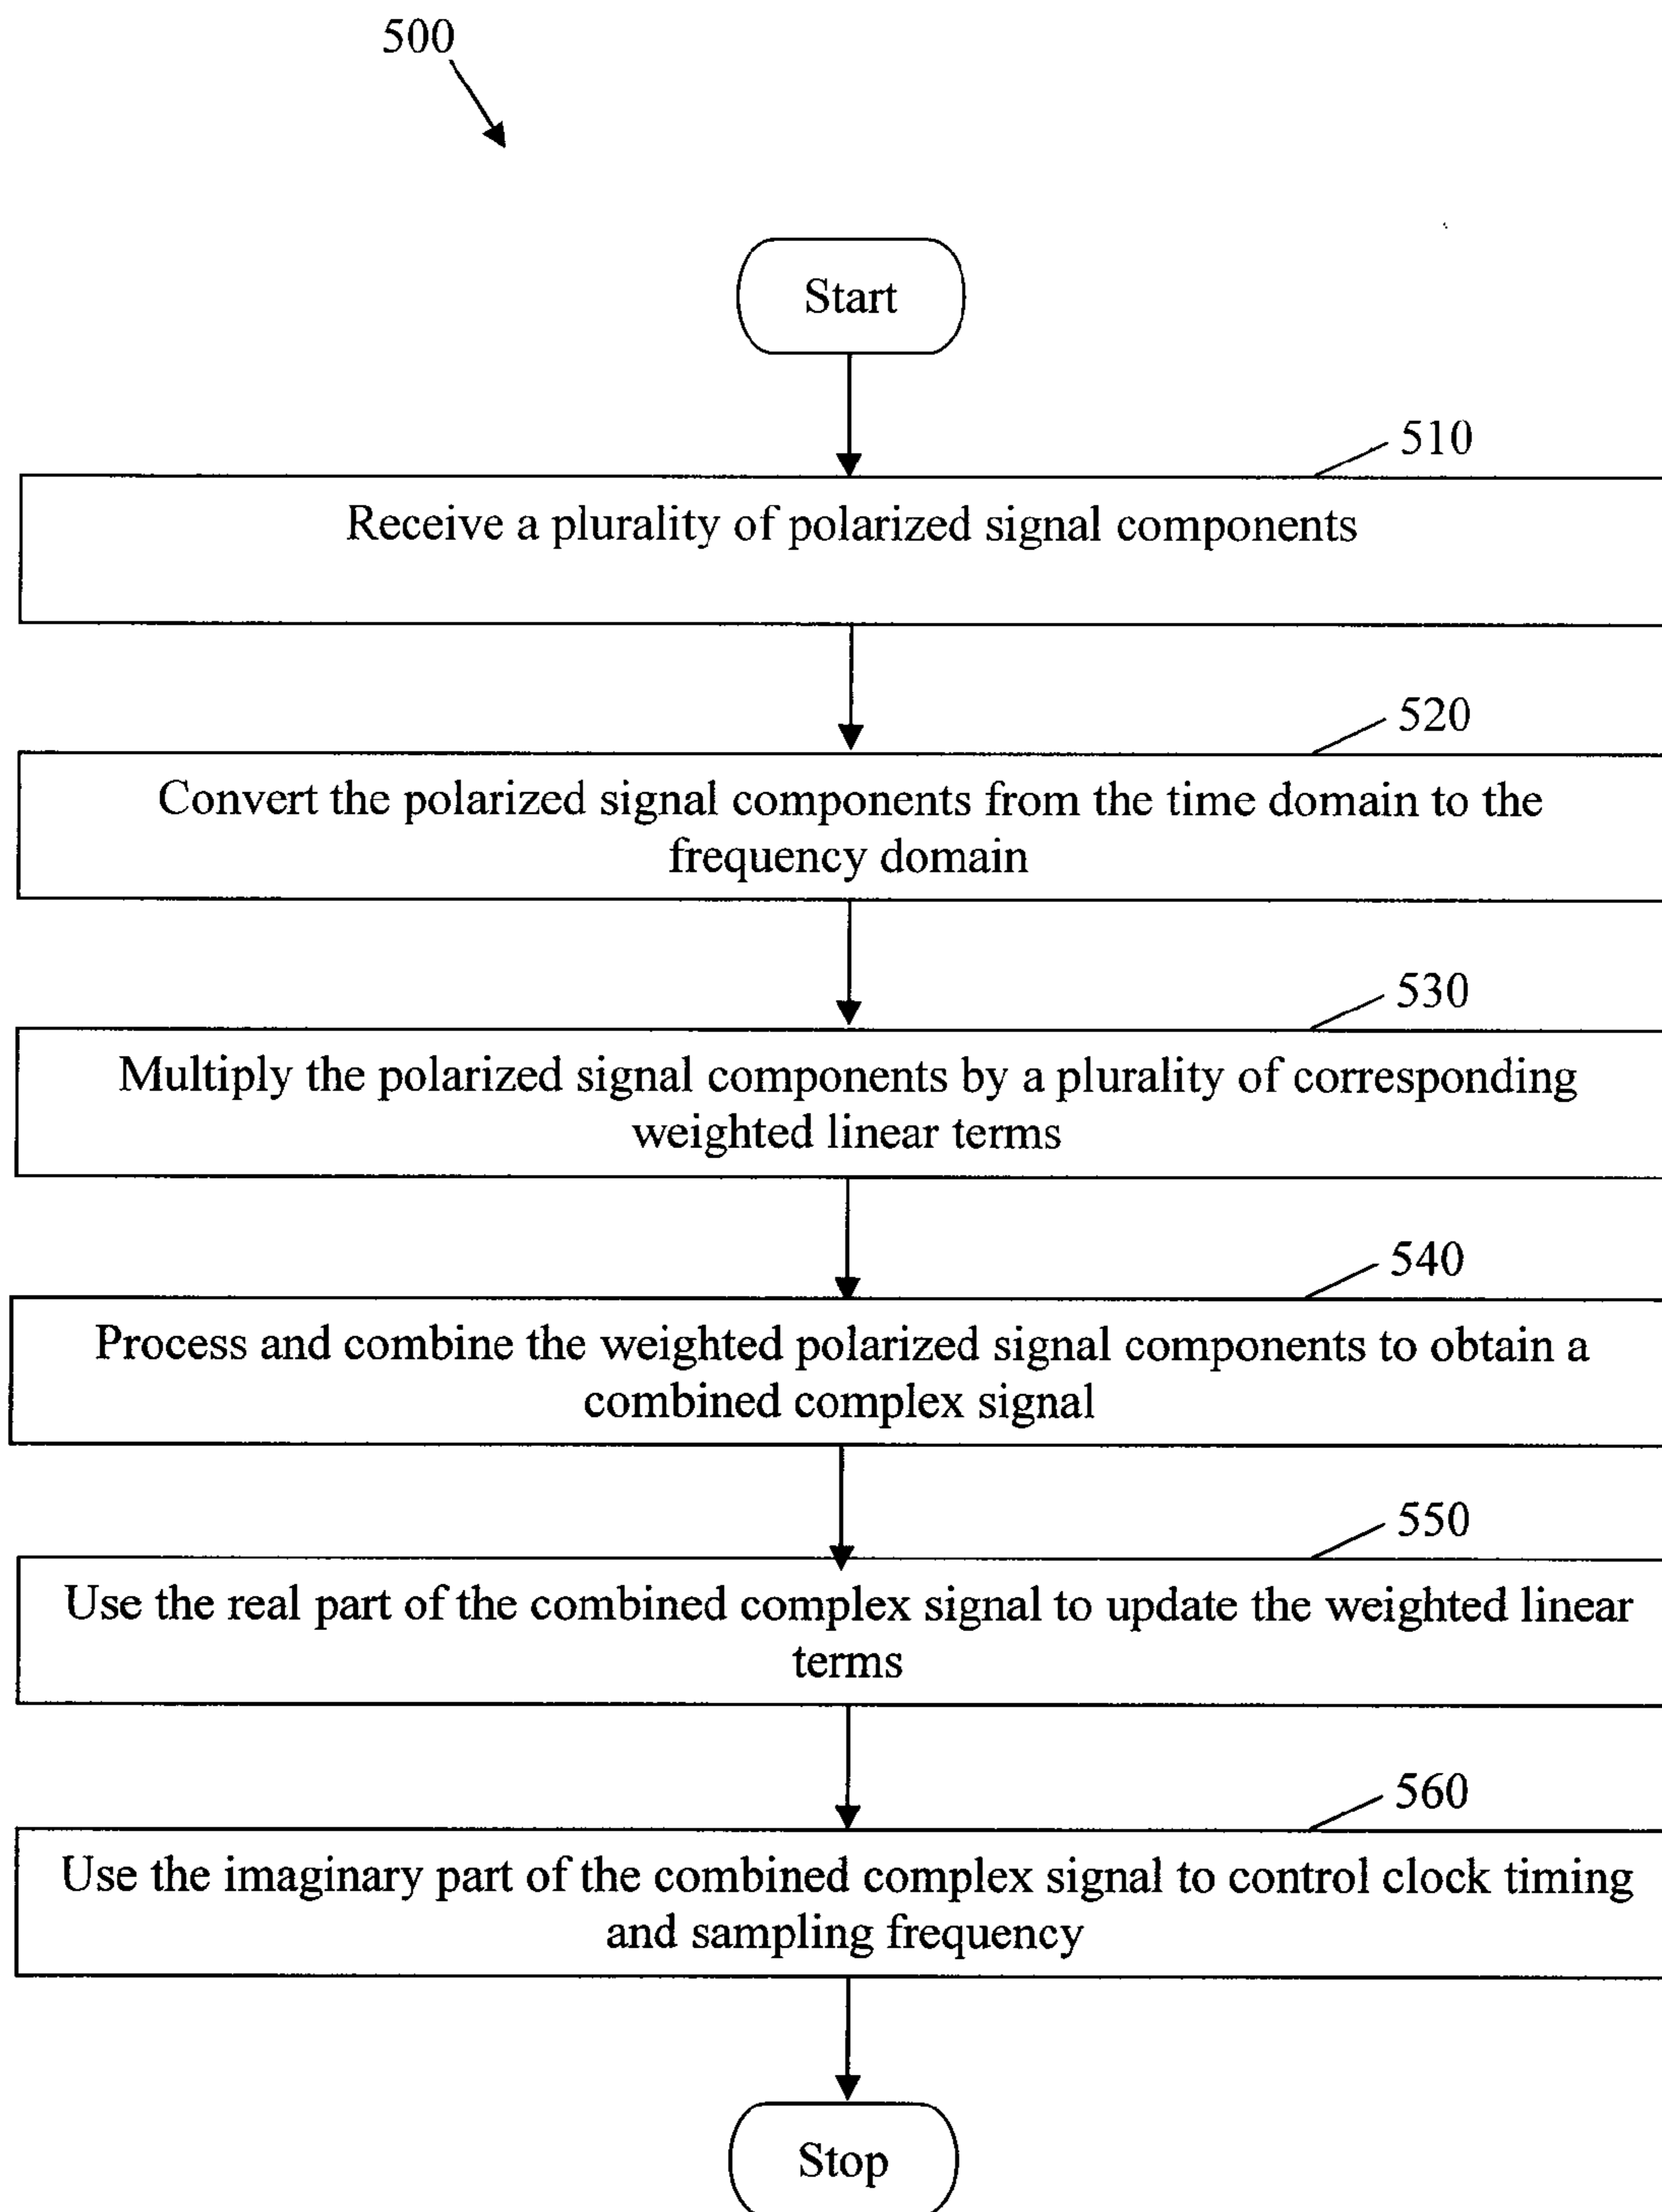 500
Start
510
Receive a plurality of polarized signal components
520
Convert the polarized signal components from the time domain to the
frequency domain
530
Multiply the polarized signal components by a plurality of corresponding
weighted linear terms
540
Process and combine the weighted polarized signal components to obtain a
combined complex signal
550
Use the real part of the combined complex signal to update the weighted linear
terms
560
Use the imaginary part of the combined complex signal to control clock timing
and sampling frequency
Stop